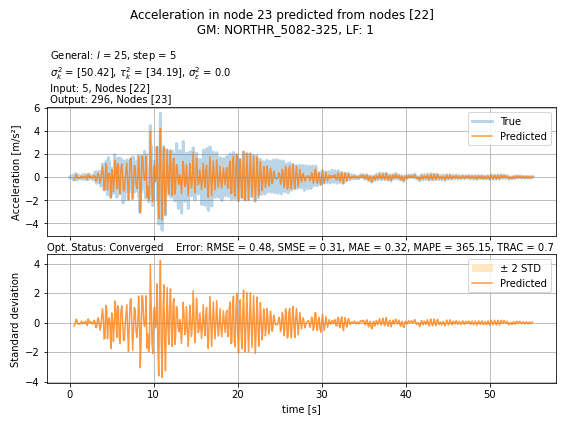 Acceleration in node 23 predicted from nodes [22]
GM: NORTHR_5082-325, LF: 1
General: l = 25, step = 5
σ²ₖ = [50.42], τ²ₖ = [34.19], σ²ε = 0.0
Input: 5, Nodes [22]
Output: 296, Nodes [23]
6
4
2
0
−2
−4
Acceleration [m/s²]
True
Predicted
Opt. Status: Converged Error: RMSE = 0.48, SMSE = 0.31, MAE = 0.32, MAPE = 365.15, TRAC = 0.7
4
2
0
−2
−4
Standard deviation
± 2 STD
Predicted
0 10 20 30 40 50
time [s]